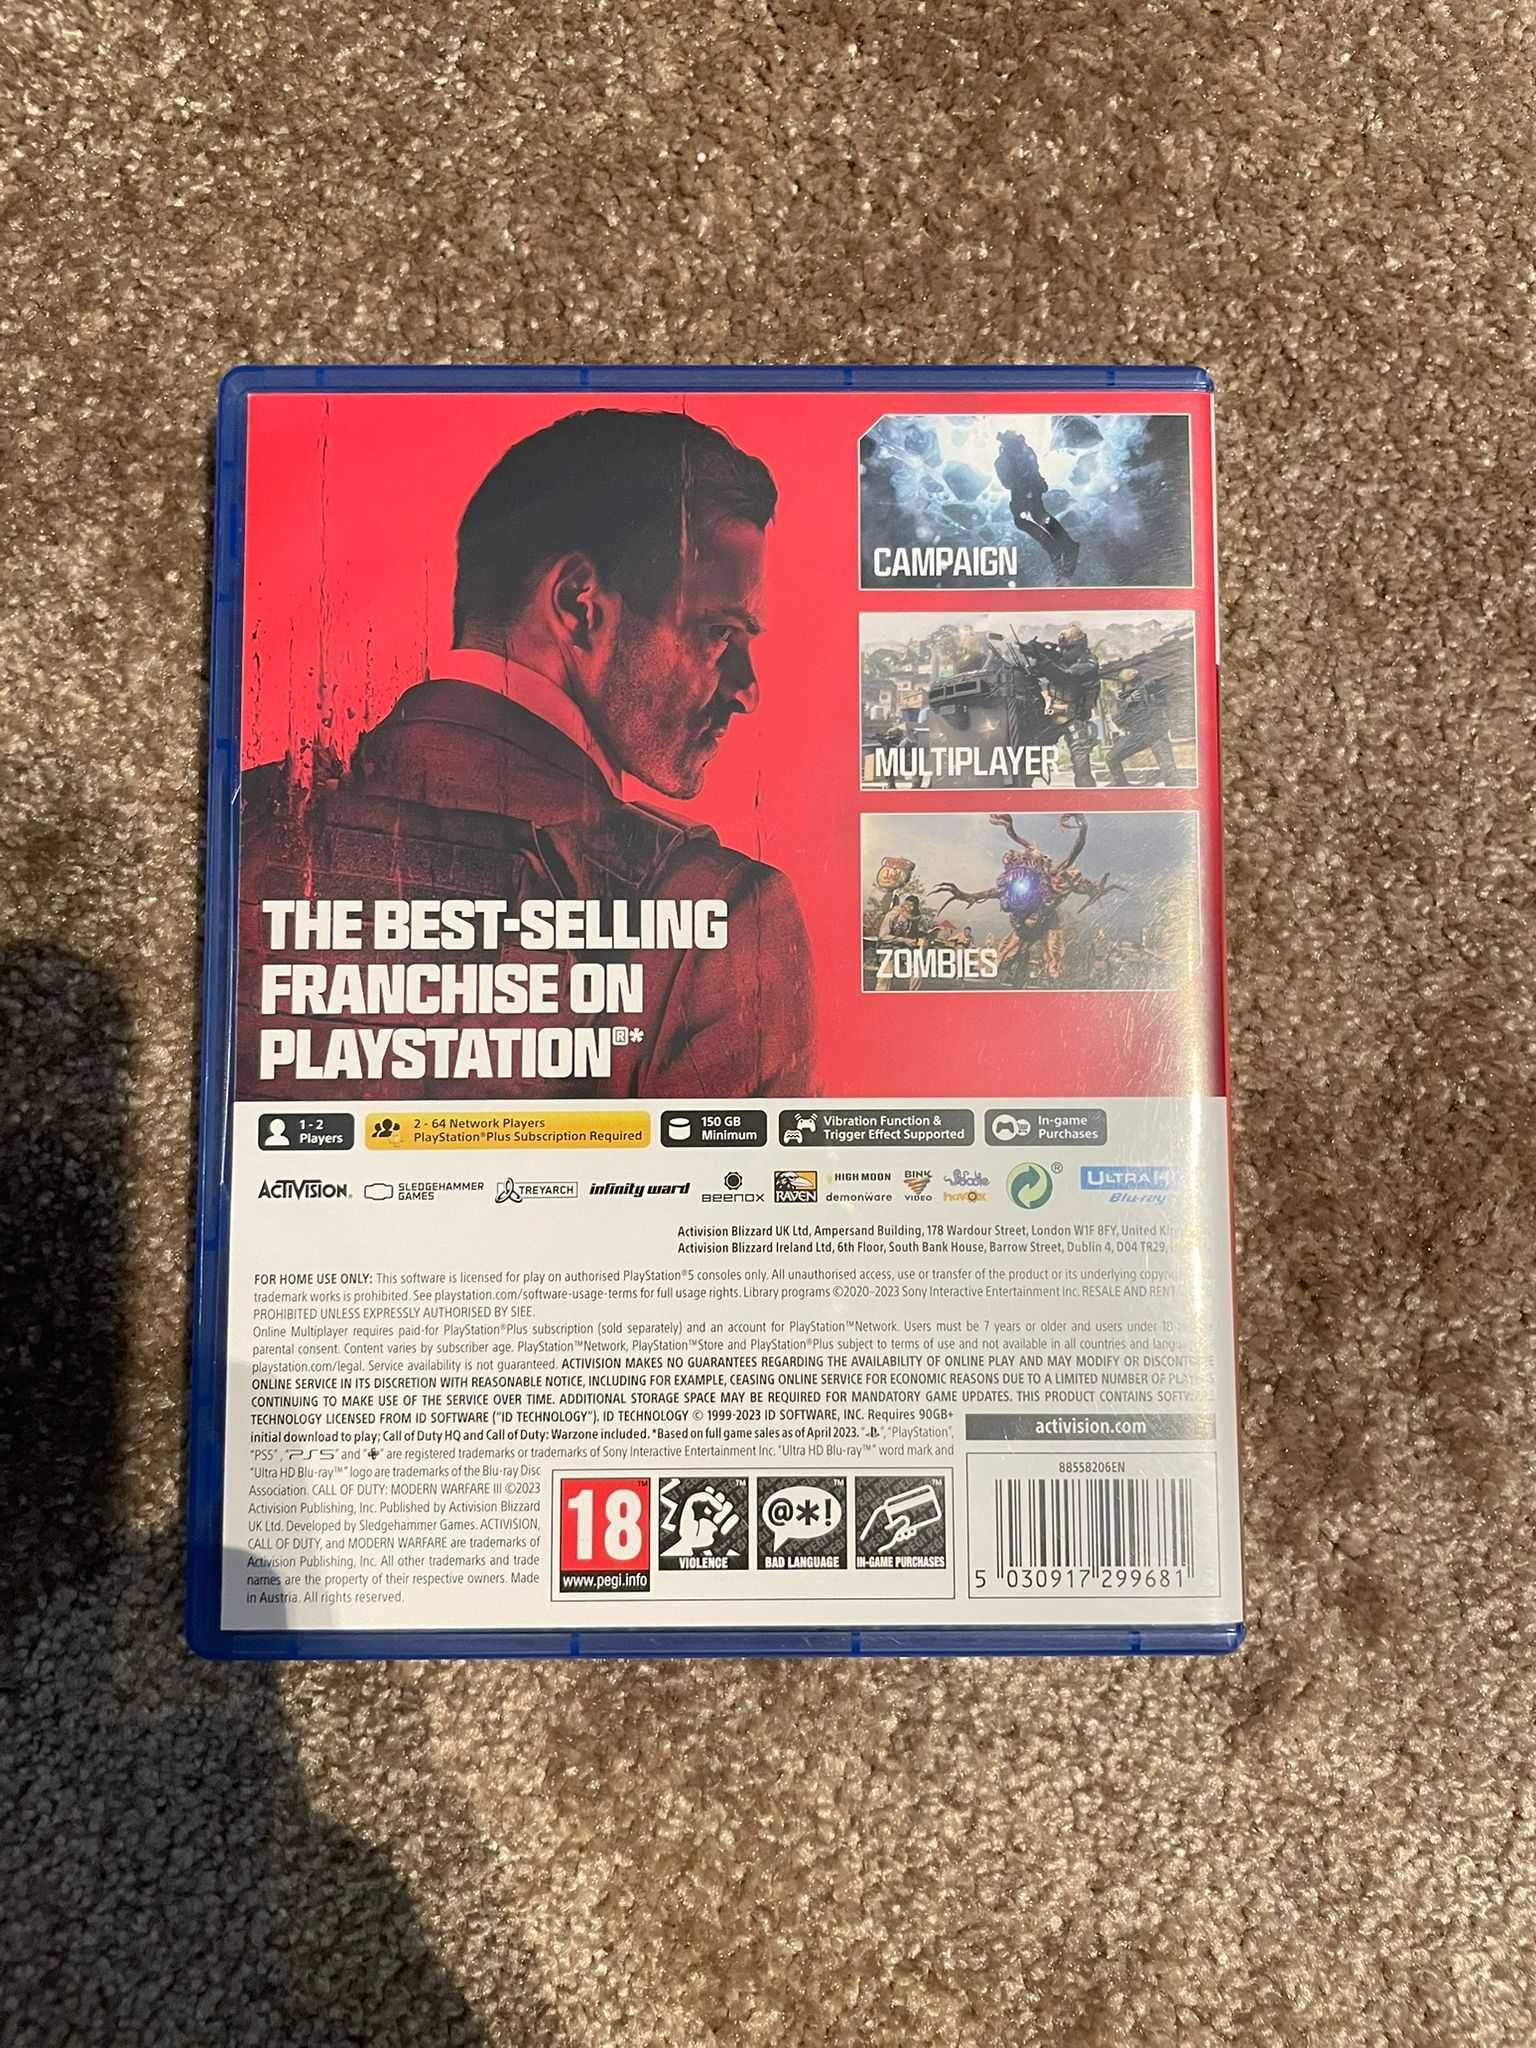 CAMPAIGN
MULTIPLAYER
ZOMBIES
THE BEST-SELLING
FRANCHISE ON
PLAYSTATION®*
1 - 2
Players
2 - 64 Network Players
PlayStation®Plus Subscription Required
150 GB
Minimum
Vibration Function &
Trigger Effect Supported
In-game
Purchases
ACTIVISION®
SLEDGEHAMMER
GAMES
TREYARCH
infinity ward
BEENOX
RAVEN
HIGH MOON
demonware
BINK
VIDEO
oodle
havok
®
ULTRA H
Blu-ray
Activision Blizzard UK Ltd, Ampersand Building, 178 Wardour Street, London W1F 8FY, United
Activision Blizzard Ireland Ltd, 6th Floor, South Bank House, Barrow Street, Dublin 4, D04 TR29,
FOR HOME USE ONLY: This software is licensed for play on authorised PlayStation®5 consoles only. All unauthorised access, use or transfer of the product or its underlying
trademark works is prohibited. See playstation.com/software-usage-terms for full usage rights. Library programs ©2020–2023 Sony Interactive Entertainment Inc. RESALE AND
PROHIBITED UNLESS EXPRESSLY AUTHORISED BY SIEE.
Online Multiplayer requires paid-for PlayStation®Plus subscription (sold separately) and an account for PlayStation™Network. Users must be 7 years or older and users under 18
parental consent. Content varies by subscriber age. PlayStation™Network, PlayStation™Store and PlayStation®Plus subject to terms of use and not available in all countries and
playstation.com/legal. Service availability is not guaranteed. ACTIVISION MAKES NO GUARANTEES REGARDING THE AVAILABILITY OF ONLINE PLAY AND MAY MODIFY OR
ONLINE SERVICE IN ITS DISCRETION WITH REASONABLE NOTICE, INCLUDING FOR EXAMPLE, CEASING ONLINE SERVICE FOR ECONOMIC REASONS DUE TO A LIMITED NUMBER OF
CONTINUING TO MAKE USE OF THE SERVICE OVER TIME. ADDITIONAL STORAGE SPACE MAY BE REQUIRED FOR MANDATORY GAME UPDATES. THIS PRODUCT CONTAINS
TECHNOLOGY LICENSED FROM ID SOFTWARE ("ID TECHNOLOGY"). ID TECHNOLOGY © 1999-2023 ID SOFTWARE, INC. Requires 90GB+
initial download to play; Call of Duty HQ and Call of Duty: Warzone included. *Based on full game sales as of April 2023. " ", "PlayStation",
"PS5", "PS5" and " " are registered trademarks or trademarks of Sony Interactive Entertainment Inc. "Ultra HD Blu-ray™" word mark and
"Ultra HD Blu-ray™" logo are trademarks of the Blu-ray Disc
Association. CALL OF DUTY: MODERN WARFARE III ©2023
Activision Publishing, Inc. Published by Activision Blizzard
UK Ltd. Developed by Sledgehammer Games. ACTIVISION,
CALL OF DUTY, and MODERN WARFARE are trademarks of
Activision Publishing, Inc. All other trademarks and trade
names are the property of their respective owners. Made
in Austria. All rights reserved.
activision.com
18
www.pegi.info
VIOLENCE
@*!
BAD LANGUAGE
IN-GAME PURCHASES
88558206EN
5 030917 299681